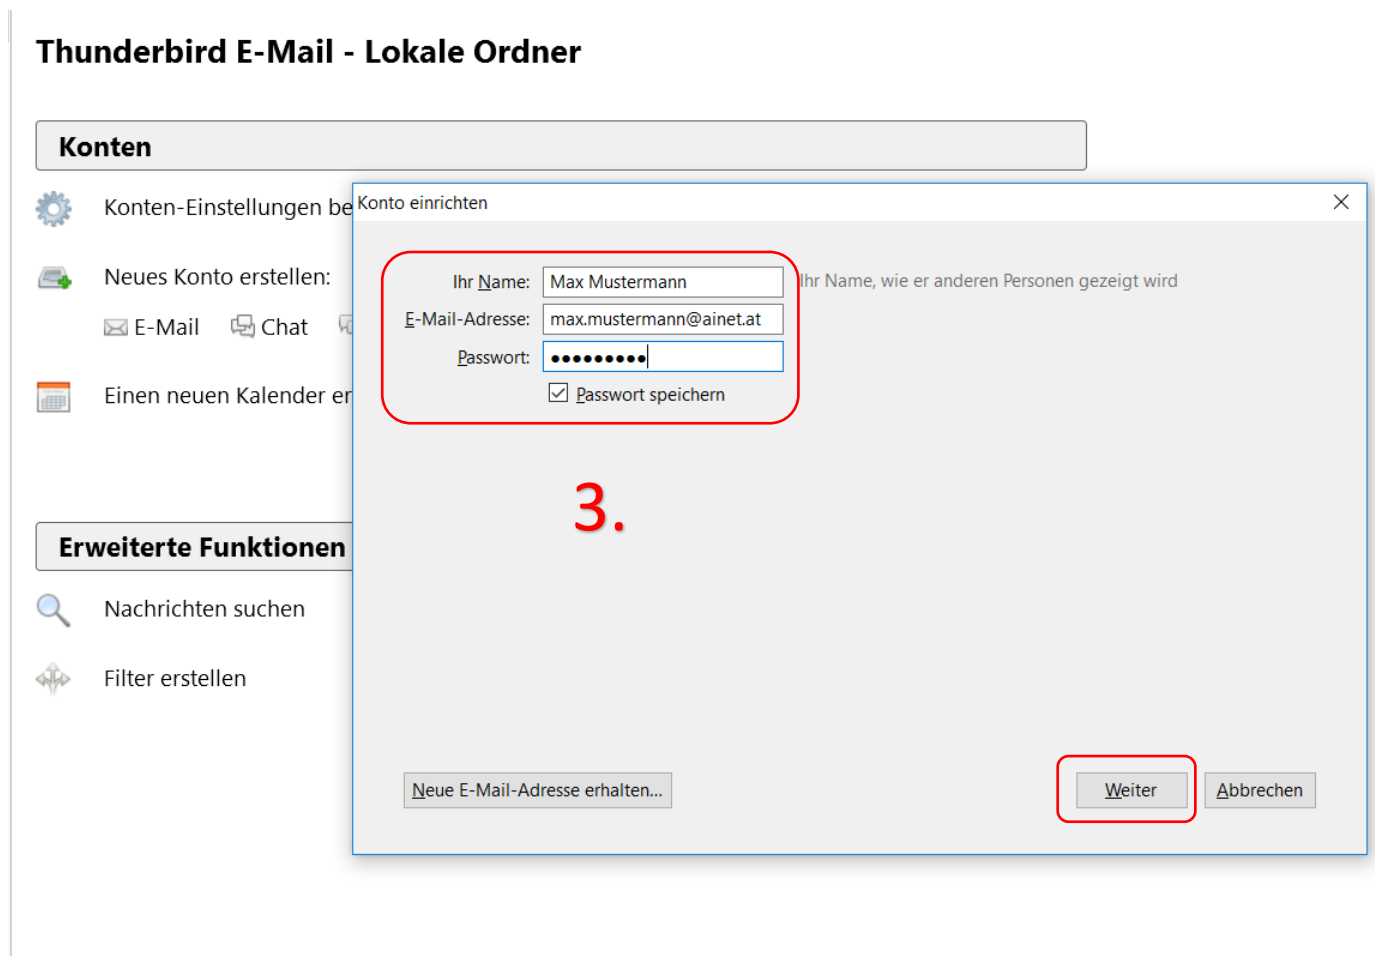 Thunderbird E-Mail - Lokale Ordner
Konten
Konten-Einstellungen be
Neues Konto erstellen:
E-Mail Chat
Einen neuen Kalender er
Erweiterte Funktionen
Nachrichten suchen
Filter erstellen
Konto einrichten
Ihr Name: Max Mustermann Ihr Name, wie er anderen Personen gezeigt wird
E-Mail-Adresse: max.mustermann@ainet.at
Passwort: ●●●●●●●●●
Passwort speichern
3.
Neue E-Mail-Adresse erhalten... Weiter Abbrechen